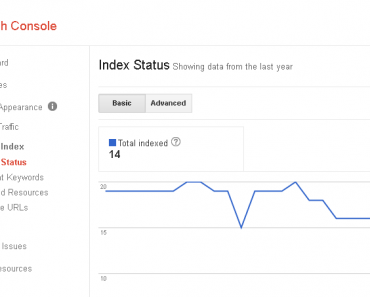 h Console
Index Status Showing data from the last year
ard
es
Appearance i
Traffic
Index
Status
t Keywords
d Resources
e URLs
Issues
sources
Basic Advanced
Total indexed ?
14
20
15
10